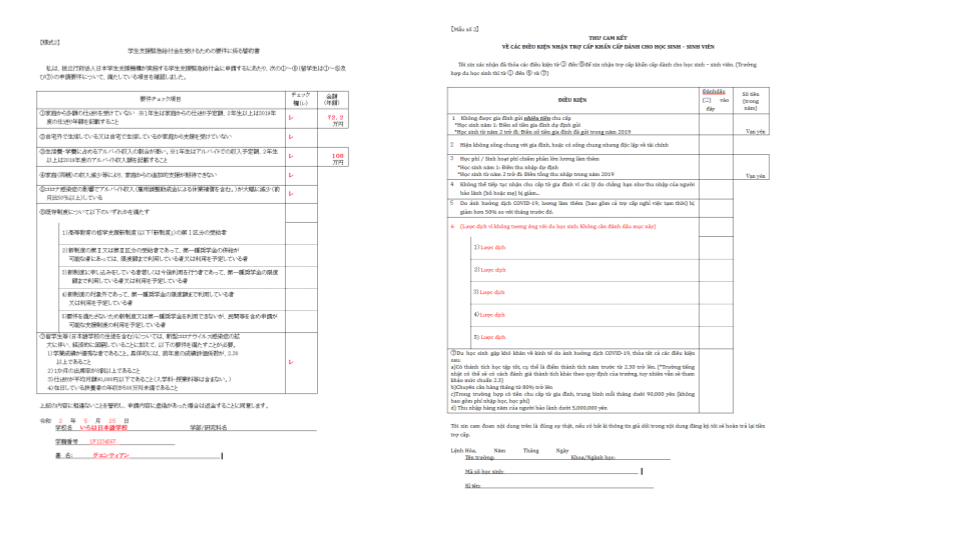 【様式2】
学生支援緊急給付金を受けるための要件に係る誓約書
私は、独立行政法人日本学生支援機構が実施する学生支援緊急給付金に申請するにあたり、次の①~⑥(留学生は①~⑤及
び⑦)の申請要件について、満たしている項目を確認しました。
要件チェック項目
チェック
欄(レ)
金額
(年額)
①家庭から多額の仕送りを受けていない ※1年生は家庭からの仕送り予定額、2年生以上は2019年
度の仕送り年額を記載すること
レ
72.2
万円
②自宅外で生活している又は自宅で生活しているが家庭から支援を受けていない
レ
③生活費・学費に占めるアルバイト収入の割合が高い。※1年生はアルバイトでの収入予定額、2年生
以上は2019年度のアルバイト収入額を記載すること
レ
100
万円
④家庭(両親)の収入減少等により、家庭からの追加的支援が期待できない
レ
⑤コロナ感染症の影響でアルバイト収入(雇用調整助成金による休業補償を含む。)が大幅に減少(前
月比50%以上)している
レ
⑥既存制度について以下のいずれかを満たす
1)高等教育の修学支援新制度(以下「新制度」)の第Ⅰ区分の受給者
2)新制度の第Ⅱ又は第Ⅲ区分の受給者であって、第一種奨学金の併給が
可能な者にあっては、限度額まで利用している者又は利用を予定している者
3)新制度に申し込みをしている者若しくは今後利用を行う者であって、第一種奨学金の限度
額まで利用している者又は利用を予定している者
4)新制度の対象外であって、第一種奨学金の限度額まで利用している者
又は利用を予定している者
5)要件を満たさないため新制度又は第一種奨学金を利用できないが、民間等を含め申請が
可能な支援制度の利用を予定している者
⑦留学生等(日本語学校の生徒を含む)については、新型コロナウイルス感染症の拡
大に伴い、経済的に困窮していることに加えて、以下の要件を満たすことが必要。
1)学業成績が優秀な者であること。具体的には、前年度の成績評価係数が、2.30
以上であること
2)1か月の出席率が8割以上であること
3)仕送りが平均月額90,000円以下であること(入学料・授業料等は含まない。)
4)在日している扶養者の年収が500万円未満であること
レ
上記の内容に相違ないことを誓約し、申請内容に虚偽があった場合は返金することに同意します。
令和 2 年 5 月 25 日
学校名 いろは日本語学校 学部/研究科名
学籍番号
署 名: グエンティアン
[Mẫu số 2]
THƯ CAM KẾT
VỀ CÁC ĐIỀU KIỆN NHẬN TRỢ CẤP KHẨN CẤP DÀNH CHO HỌC SINH – SINH VIÊN
Tôi xin xác nhận đã thỏa các điều kiện từ ① đến ⑥để xin nhận trợ cấp khẩn cấp dành cho học sinh – sinh viên. (Trường
hợp du học sinh thì từ ① đến ⑤ và ⑦)
ĐIỀU KIỆN
Đánh dấu
[□] vào
đây
Số tiền
(trong
năm)
1 Không được gia đình gửi nhiều tiền chu cấp
*Học sinh năm 1: Điền số tiền gia đình dự định gửi
*Học sinh từ năm 2 trở đi: Điền số tiền gia đình đã gửi trong năm 2019
Vạn yên
2 Hiện không sống chung với gia đình, hoặc có sống chung nhưng độc lập về tài chính
3 Học phí / Sinh hoạt phí chiếm phần lớn lương làm thêm
*Học sinh năm 1: Điền thu nhập dự định
*Học sinh từ năm 2 trở đi: Điền tổng thu nhập trong năm 2019
Vạn yên
4 Không thể tiếp tục nhận chu cấp từ gia đình vì các lý do chẳng hạn như thu nhập của người
bảo lãnh (bố hoặc mẹ) bị giảm...
5 Do ảnh hưởng dịch COVID-19, lương làm thêm (bao gồm cả trợ cấp nghỉ việc tạm thời) bị
giảm hơn 50% so với tháng trước đó.
6 (Lược dịch vì không tương ứng với du học sinh. Không cần đánh dấu mục này)
1) Lược dịch
2) Lược dịch
3) Lược dịch
4) Lược dịch
5) Lược dịch
⑦Du học sinh gặp khó khăn về kinh tế do ảnh hưởng dịch COVID-19, thỏa tất cả các điều kiện
sau:
a)Có thành tích học tập tốt, cụ thể là điểm thành tích năm trước từ 2.30 trở lên. (*Trường tiếng
nhật có thể sẽ có cách đánh giá thành tích khác theo quy định của trường, tuy nhiên vẫn sẽ tham
khảo mức chuẩn 2.3)
b)Chuyên cần hàng tháng từ 80% trở lên
c)Trong trường hợp có tiền chu cấp từ gia đình, trung bình mỗi tháng dưới 90,000 yên (không
bao gồm phí nhập học, học phí)
d) Thu nhập hàng năm của người bảo lãnh dưới 5,000,000 yên
Tôi xin cam đoan nội dung trên là đúng sự thật, nếu có bất kì thông tin giả dối trong nội dung đăng ký tôi sẽ hoàn trả lại tiền
trợ cấp.
Lệnh Hòa, Năm Tháng Ngày
Tên trường: Khoa/Ngành học:
Mã số học sinh:
Kí tên: